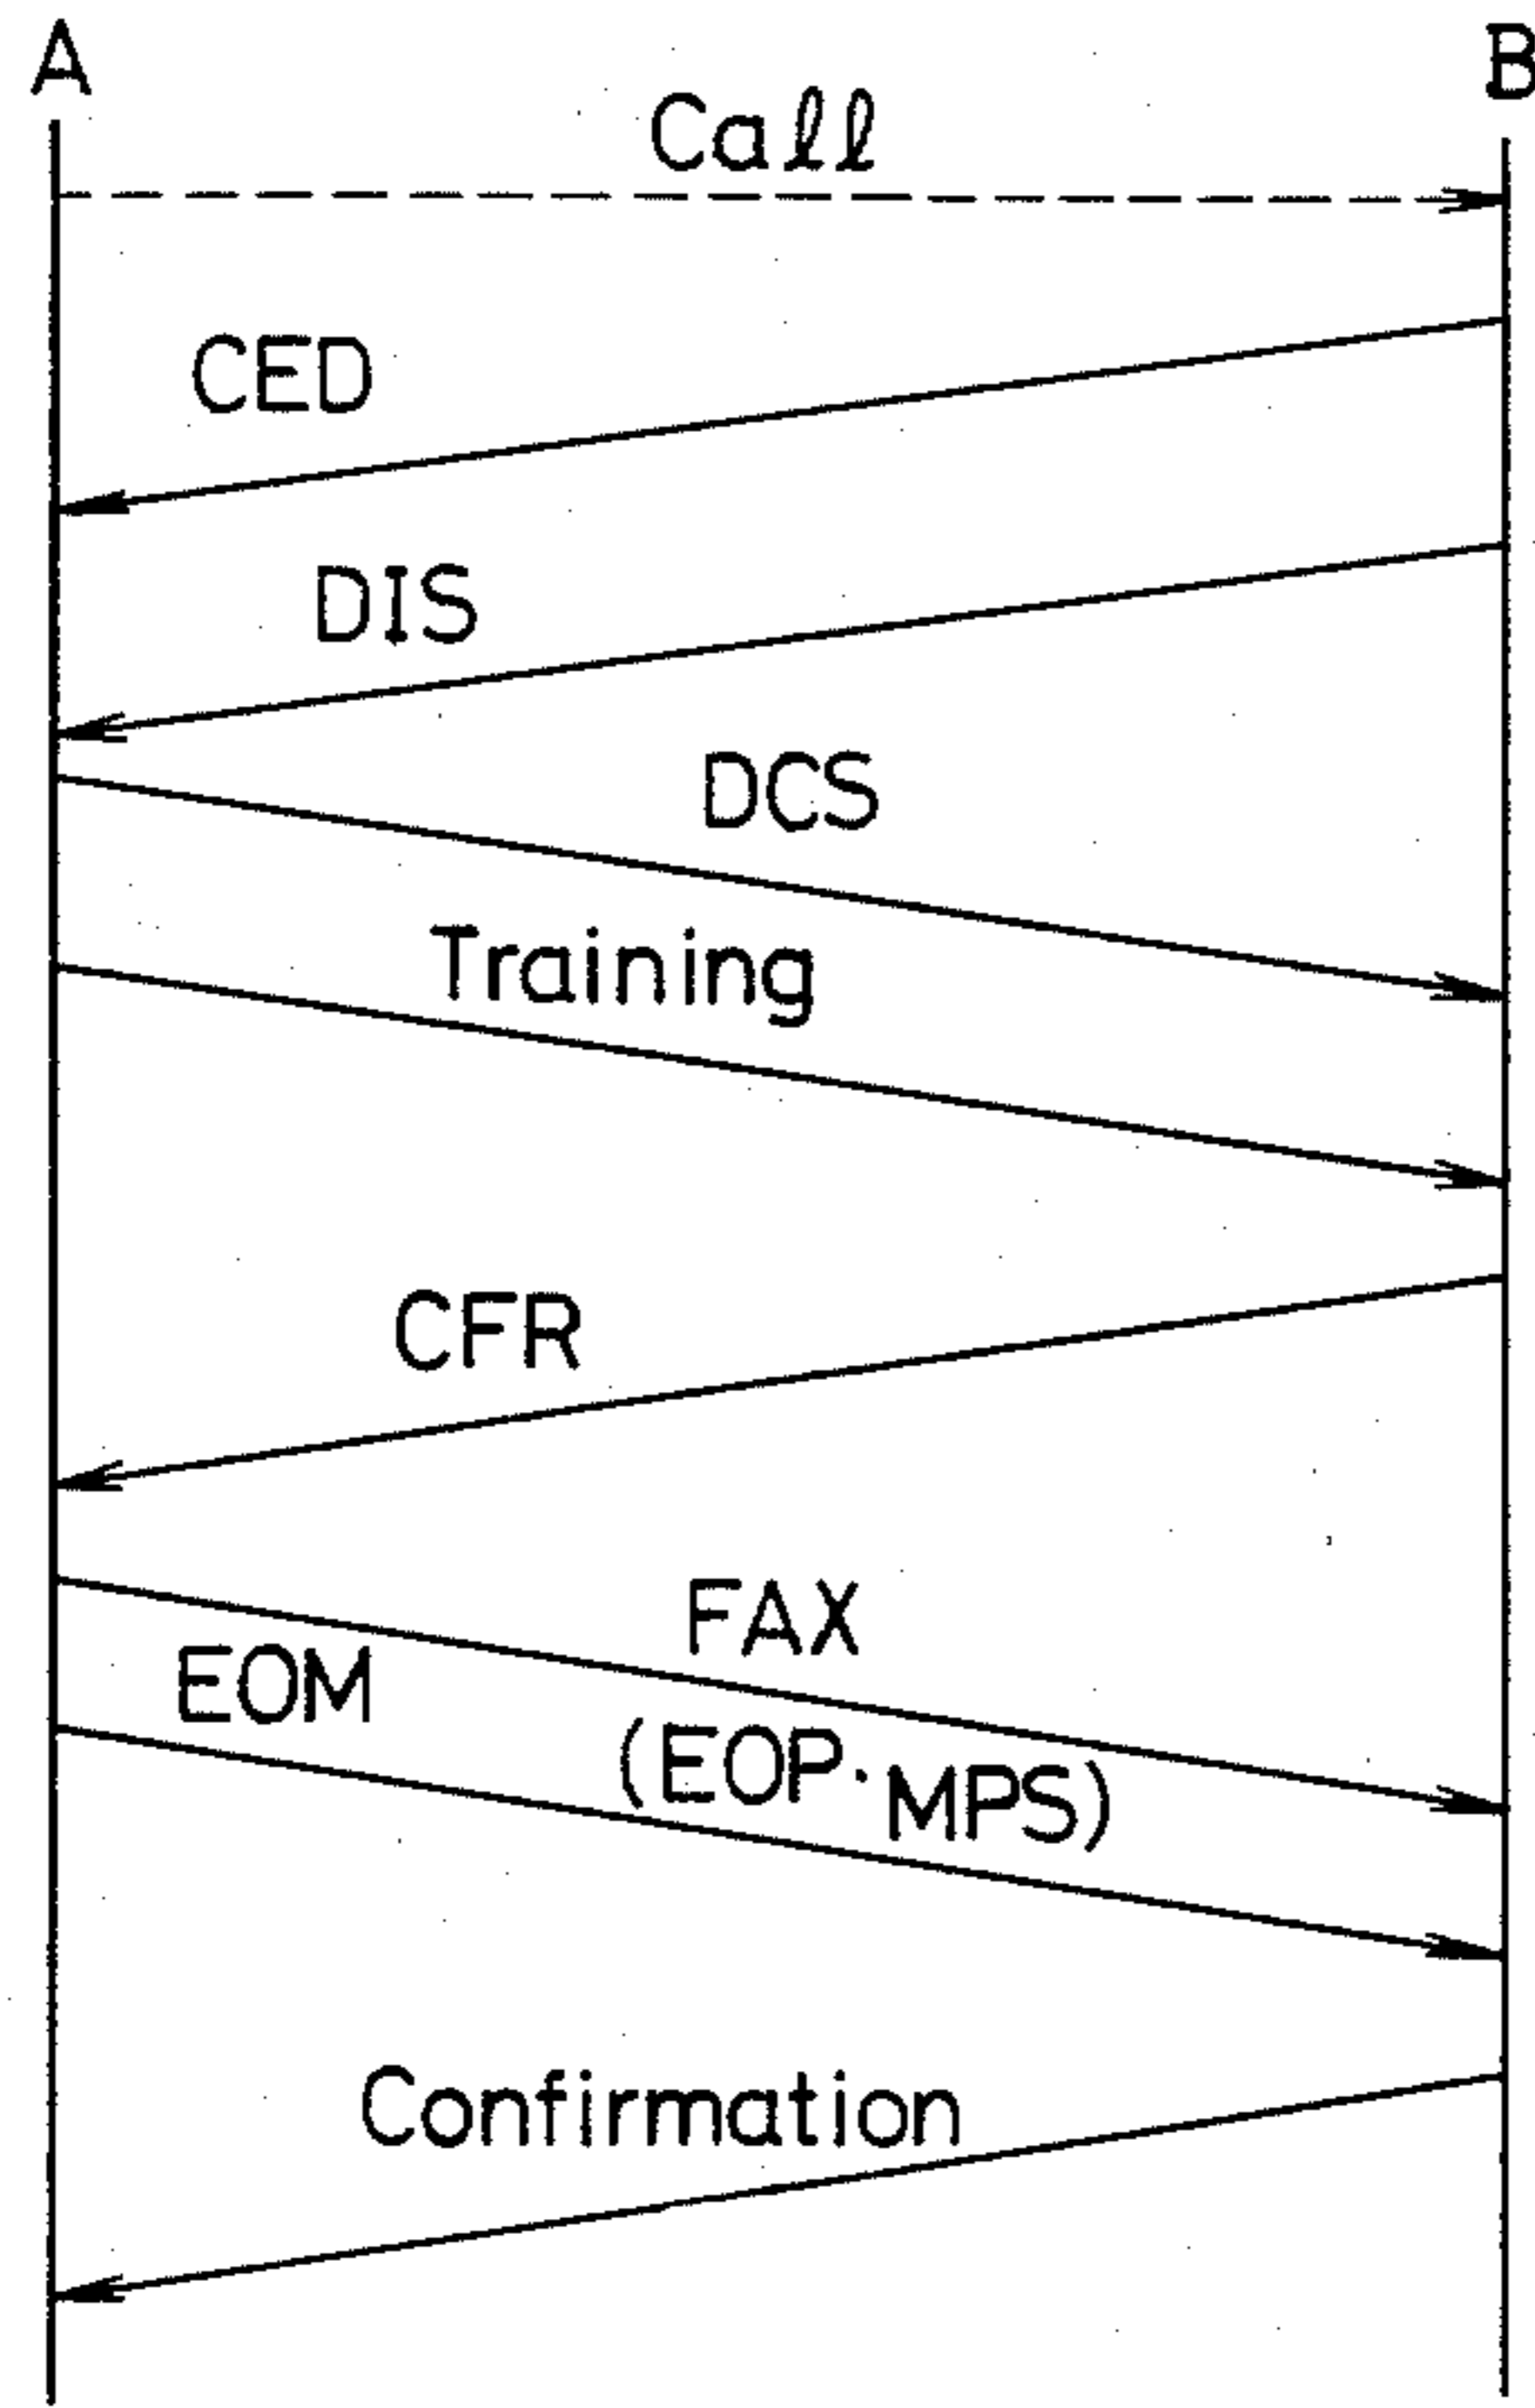 A
B
Call
CED
DIS
DCS
Training
CFR
FAX
EOM
(EOP·MPS)
Confirmation